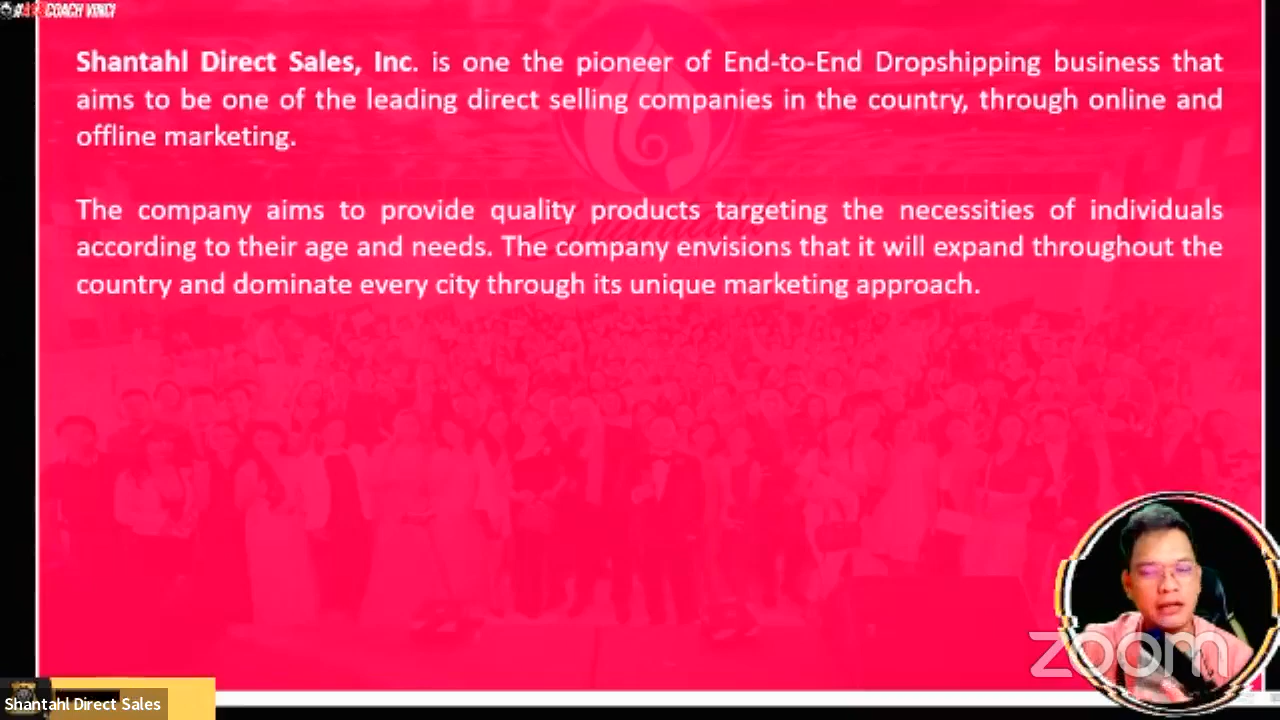 #ASKCOACH VINCI
Shantahl Direct Sales, Inc. is one the pioneer of End-to-End Dropshipping business that
aims to be one of the leading direct selling companies in the country, through online and
offline marketing.
The company aims to provide quality products targeting the necessities of individuals
according to their age and needs. The company envisions that it will expand throughout the
country and dominate every city through its unique marketing approach.
Shantahl
zoom
Shantahl Direct Sales